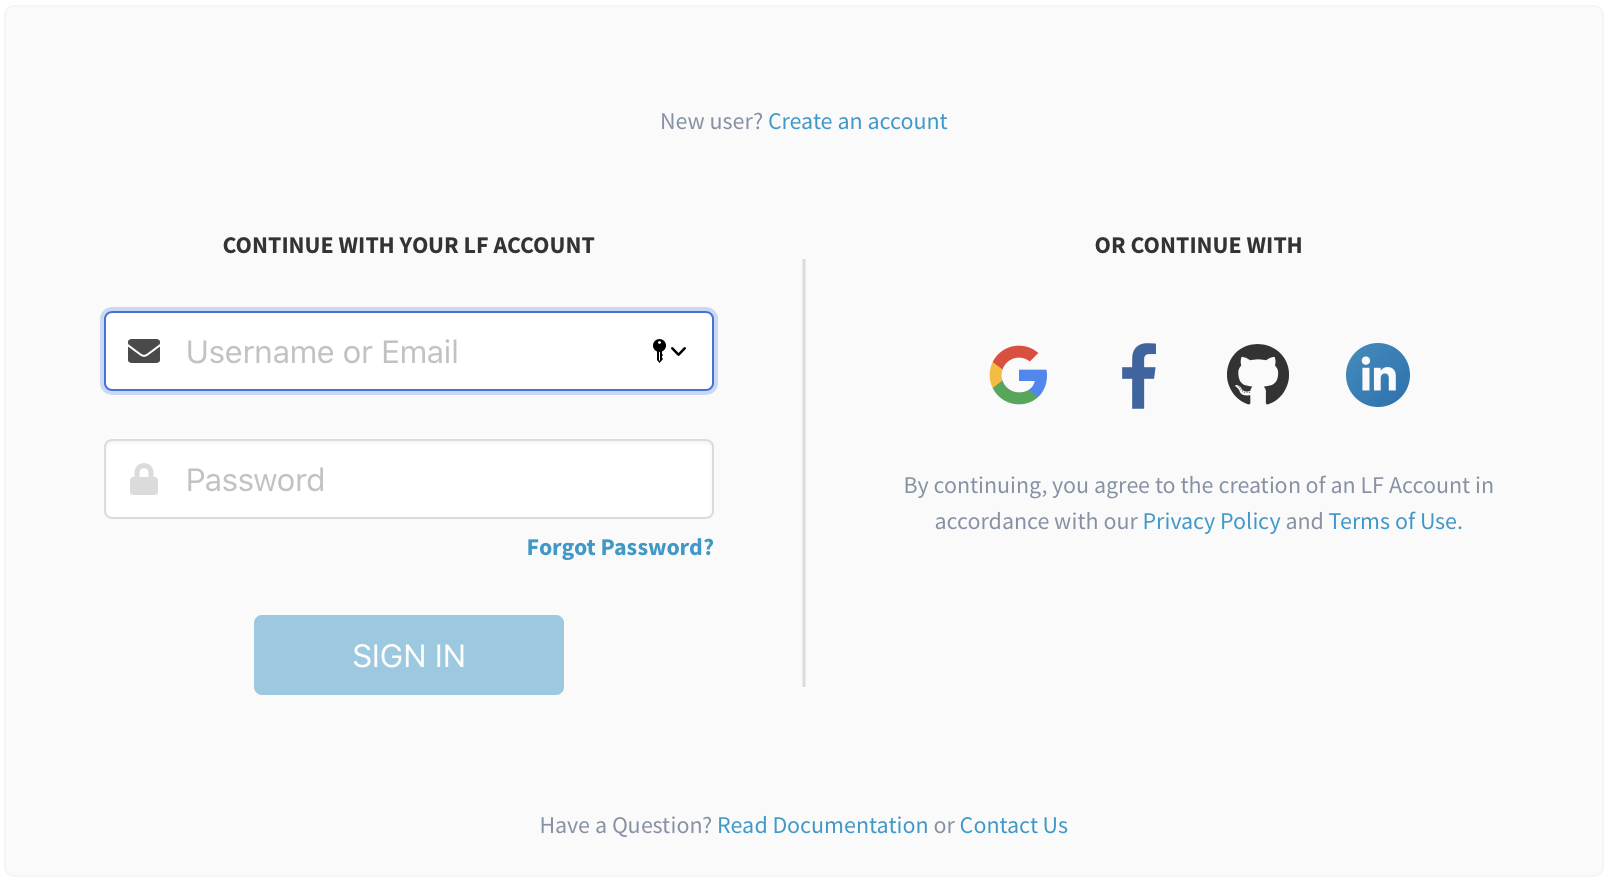 New user? Create an account
CONTINUE WITH YOUR LF ACCOUNT
Username or Email
Password
Forgot Password?
SIGN IN
OR CONTINUE WITH
in
By continuing, you agree to the creation of an LF Account in
accordance with our Privacy Policy and Terms of Use.
Have a Question? Read Documentation or Contact Us